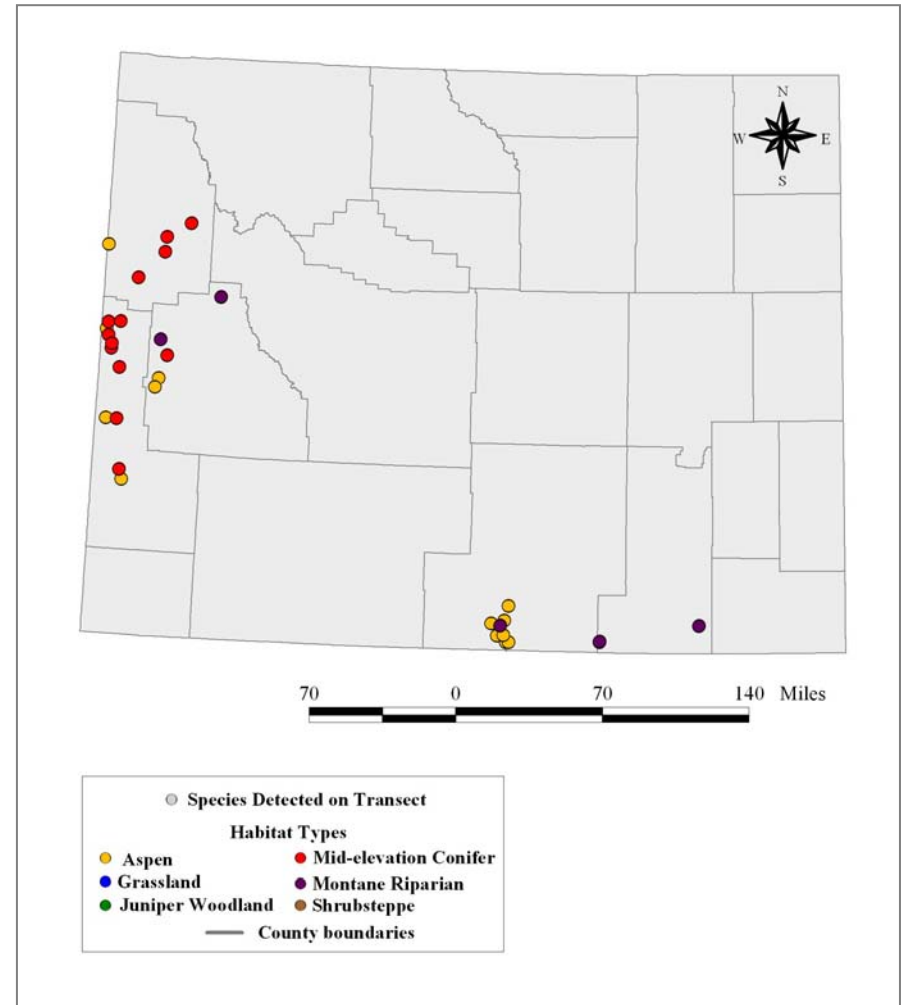 N
W E
S
70 0 70 140 Miles
Species Detected on Transect
Habitat Types
Aspen
Mid-elevation Conifer
Grassland
Montane Riparian
Juniper Woodland
Shrubsteppe
County boundaries